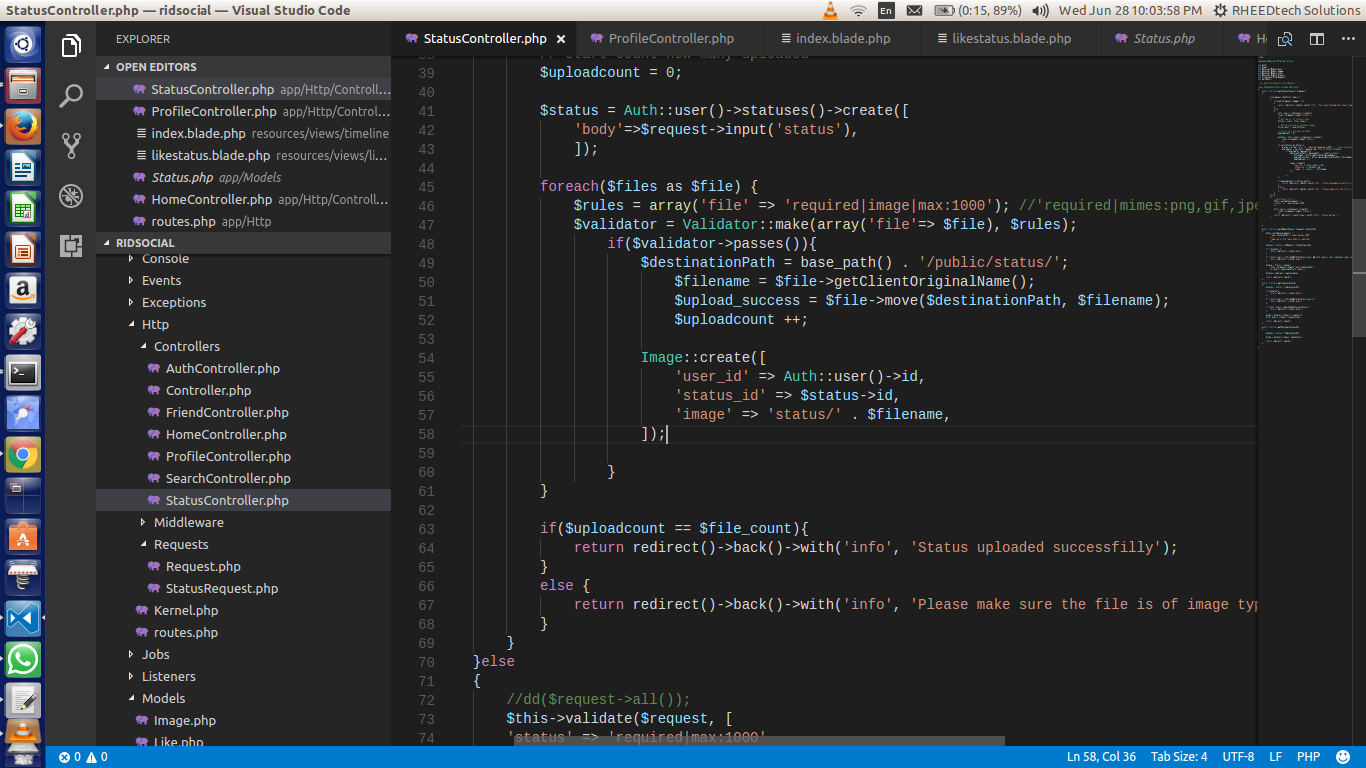 StatusController.php — ridsocial — Visual Studio Code
En
(0:15, 89%)
Wed Jun 28 10:03:58 PM
RHEEDtech Solutions
EXPLORER
OPEN EDITORS
StatusController.php app/Http/Controll...
ProfileController.php app/Http/Control...
index.blade.php resources/views/timeline
likestatus.blade.php resources/views/li...
Status.php app/Models
HomeController.php app/Http/Controll...
routes.php app/Http
RIDSOCIAL
Console
Events
Exceptions
Http
Controllers
AuthController.php
Controller.php
FriendController.php
HomeController.php
ProfileController.php
SearchController.php
StatusController.php
Middleware
Requests
Request.php
StatusRequest.php
Kernel.php
routes.php
Jobs
Listeners
Models
Image.php
Like.php
StatusController.php
ProfileController.php
index.blade.php
likestatus.blade.php
Status.php
38 // start count how many uploaded
39 $uploadcount = 0;
40
41 $status = Auth::user()->statuses()->create([
42 'body'=>$request->input('status'),
43 ]);
44
45 foreach($files as $file) {
46 $rules = array('file' => 'required|image|max:1000'); //'required|mimes:png,gif,jpe
47 $validator = Validator::make(array('file'=> $file), $rules);
48 if($validator->passes()){
49 $destinationPath = base_path() . '/public/status/';
50 $filename = $file->getClientOriginalName();
51 $upload_success = $file->move($destinationPath, $filename);
52 $uploadcount ++;
53
54 Image::create([
55 'user_id' => Auth::user()->id,
56 'status_id' => $status->id,
57 'image' => 'status/' . $filename,
58 ]);
59
60 }
61 }
62
63 if($uploadcount == $file_count){
64 return redirect()->back()->with('info', 'Status uploaded successfilly');
65 }
66 else {
67 return redirect()->back()->with('info', 'Please make sure the file is of image typ
68 }
69 }
70 }else
71 {
72 //dd($request->all());
73 $this->validate($request, [
74 'status' => 'required|max:1000'
0 0
Ln 58, Col 36
Tab Size: 4
UTF-8
LF
PHP